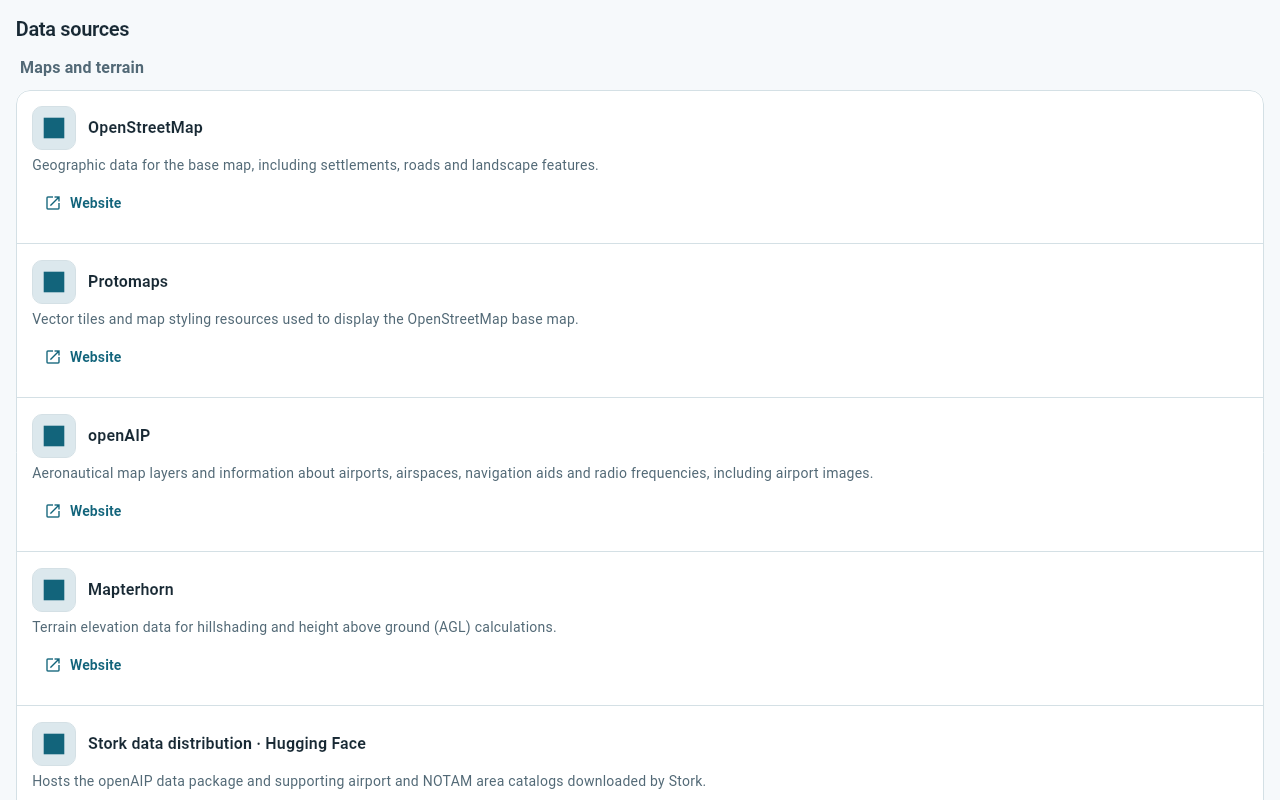 Data sources
Maps and terrain
OpenStreetMap
Geographic data for the base map, including settlements, roads and landscape features.
Website
Protomaps
Vector tiles and map styling resources used to display the OpenStreetMap base map.
Website
openAIP
Aeronautical map layers and information about airports, airspaces, navigation aids and radio frequencies, including airport images.
Website
Mapterhorn
Terrain elevation data for hillshading and height above ground (AGL) calculations.
Website
Stork data distribution · Hugging Face
Hosts the openAIP data package and supporting airport and NOTAM area catalogs downloaded by Stork.